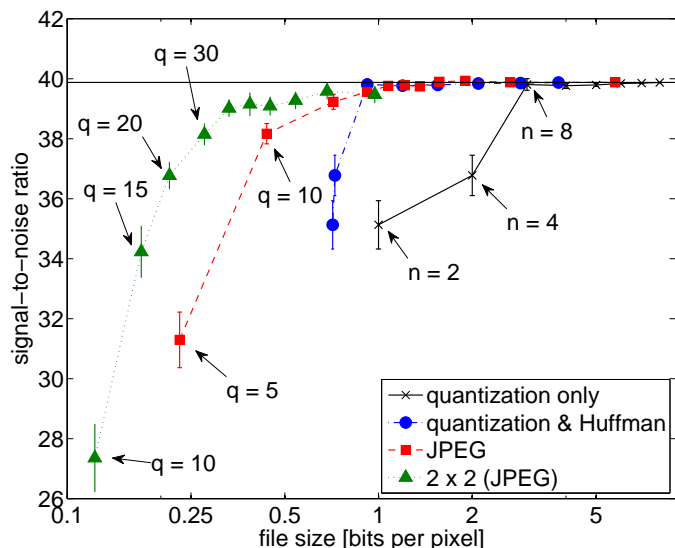 42
40
38
36
34
32
30
28
26
signal−to−noise ratio
q = 30
q = 20
q = 15
q = 10
n = 8
n = 4
n = 2
q = 5
q = 10
quantization only
quantization & Huffman
JPEG
2 x 2 (JPEG)
0.1 0.25 0.5 1 2 5
file size [bits per pixel]